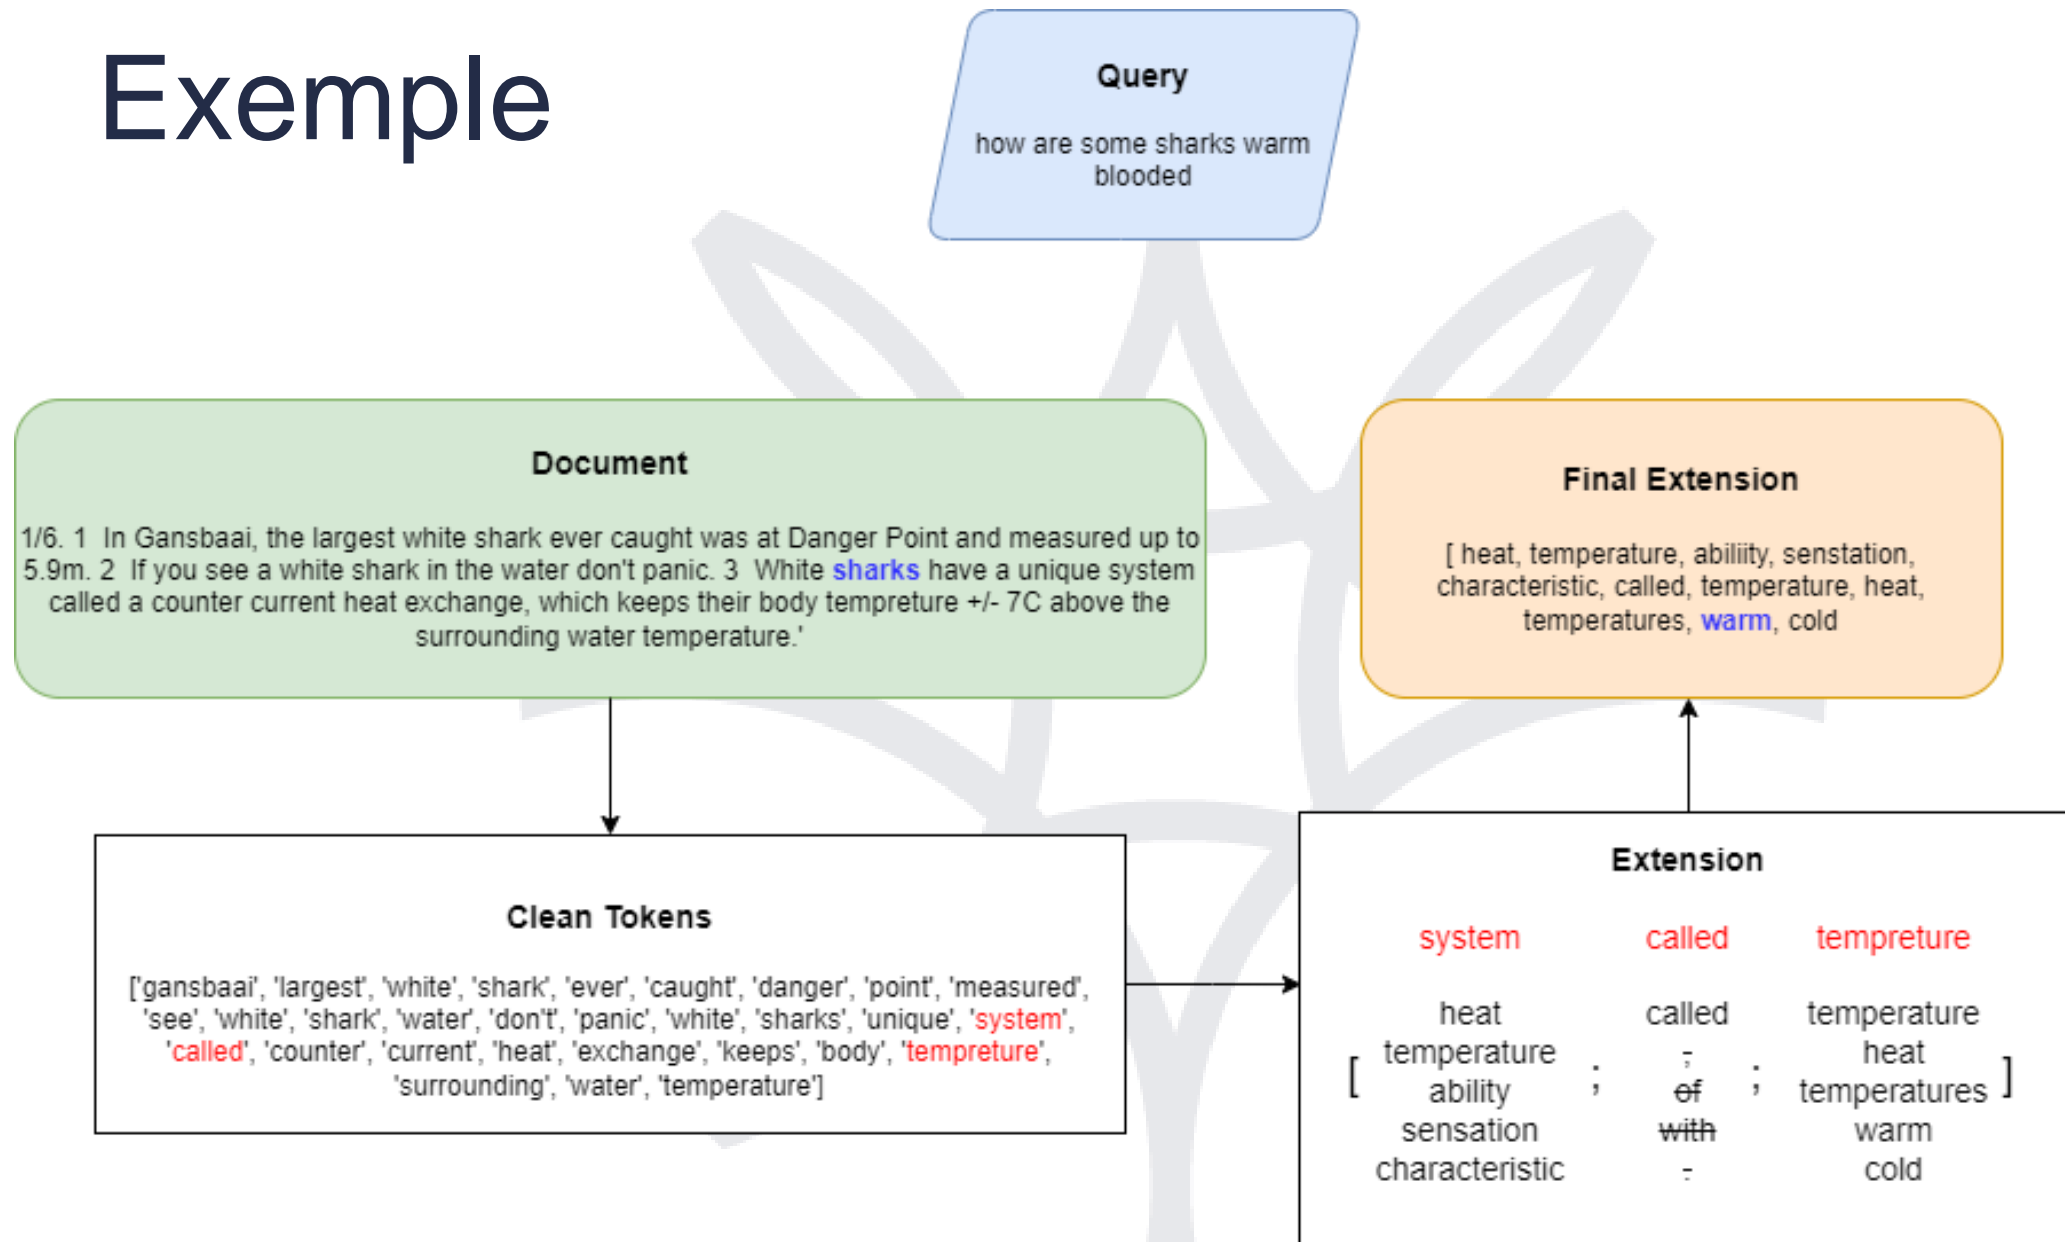 Exemple
Query
how are some sharks warm
blooded
Document
1/6. 1 In Gansbaai, the largest white shark ever caught was at Danger Point and measured up to
5.9m. 2 If you see a white shark in the water don't panic. 3 White sharks have a unique system
called a counter current heat exchange, which keeps their body tempreture +/- 7C above the
surrounding water temperature.'
Final Extension
[ heat, temperature, abiliity, senstation,
characteristic, called, temperature, heat,
temperatures, warm, cold
Clean Tokens
['gansbaai', 'largest', 'white', 'shark', 'ever', 'caught', 'danger', 'point', 'measured',
'see', 'white', 'shark', 'water', 'don't', 'panic', 'white', 'sharks', 'unique', 'system',
'called', 'counter', 'current', 'heat', 'exchange', 'keeps', 'body', 'tempreture',
'surrounding', 'water', 'temperature']
Extension
system called tempreture
heat called temperature
temperature , heat
[ ability ; of ; temperatures ]
sensation with warm
characteristic . cold